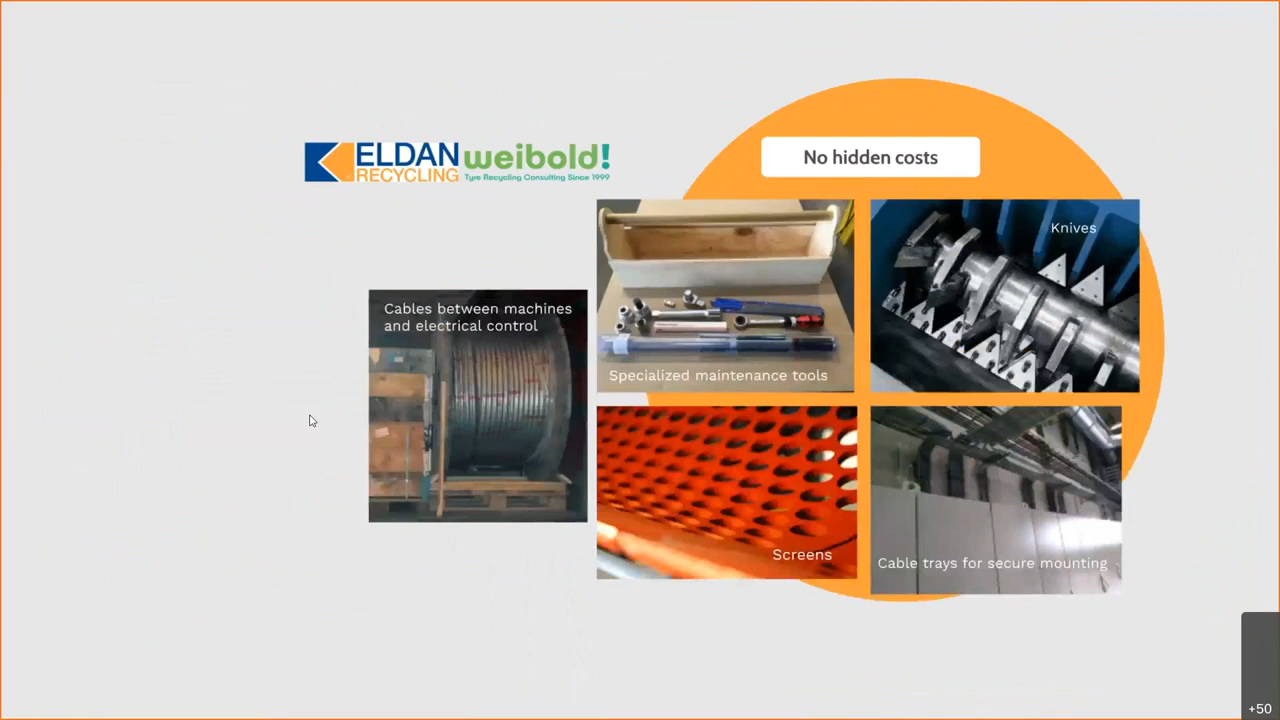 ELDAN
RECYCLING
weibold!
Tyre Recycling Consulting Since 1999
No hidden costs
Cables between machines
and electrical control
Specialized maintenance tools
Knives
Screens
Cable trays for secure mounting
+50